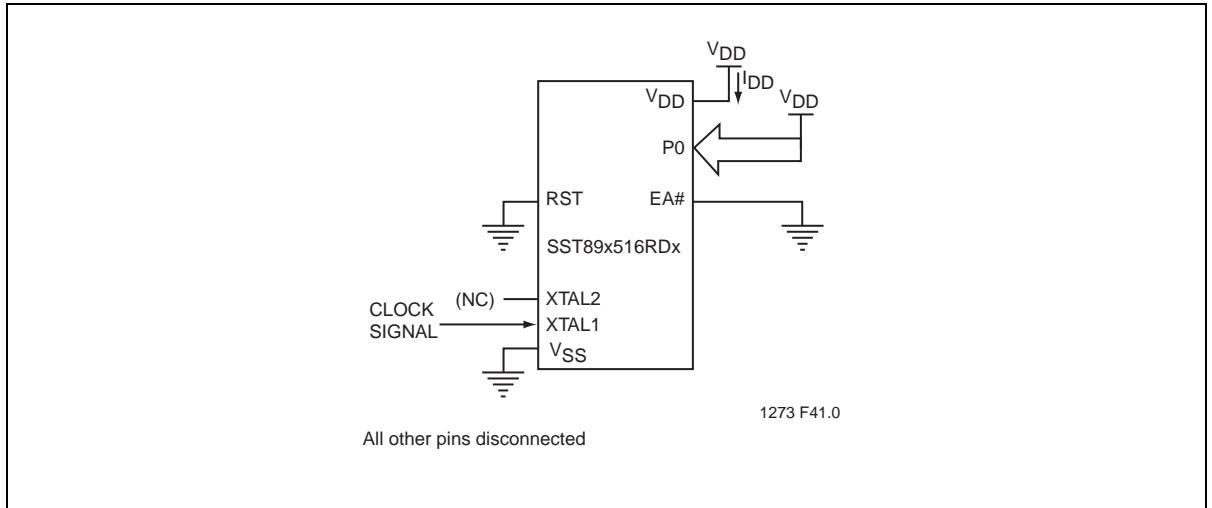 VDD
IDD
VDD
VDD
P0
RST
EA#
SST89x516RDx
(NC)
XTAL2
CLOCK
SIGNAL
XTAL1
VSS
1273 F41.0
All other pins disconnected